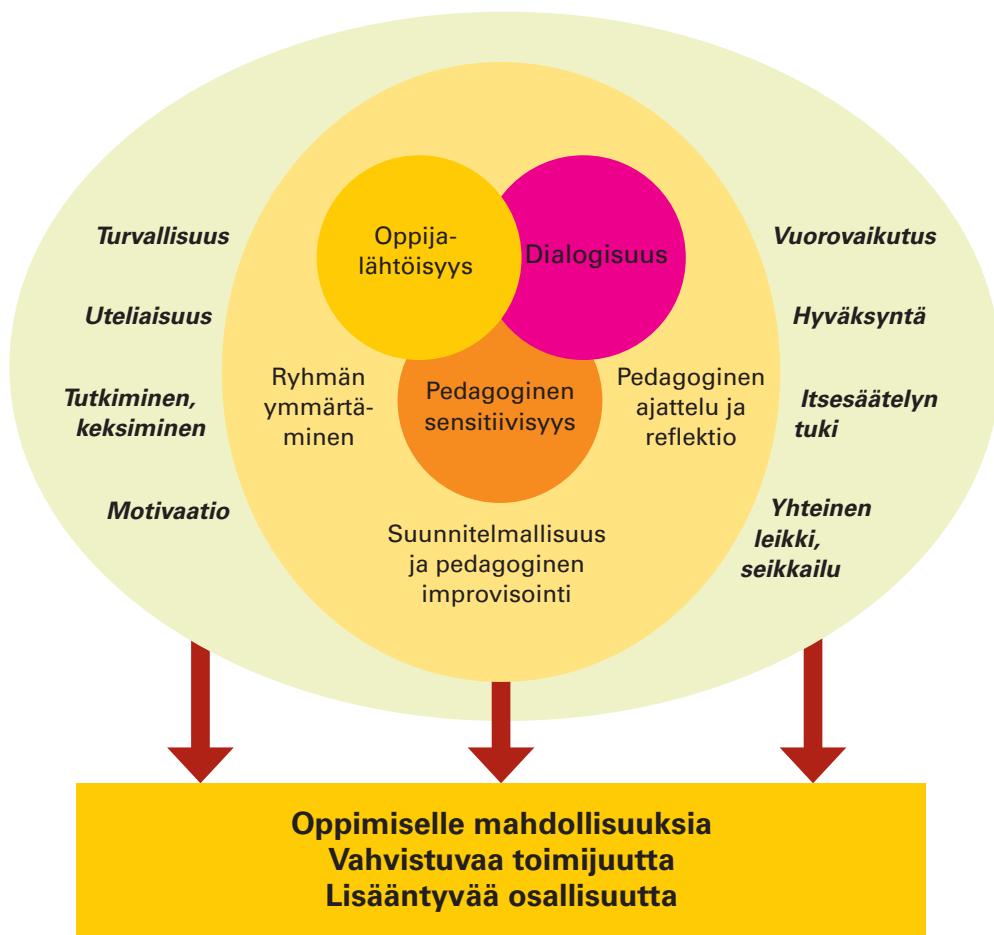 Turvallisuus
Uteliaisuus
Tutkiminen,
keksiminen
Motivaatio
Oppija-
lähtöisyys
Dialogisuus
Ryhmän
ymmärtä-
minen
Pedagoginen
sensitiivisyys
Pedagoginen
ajattelu ja
reflektio
Suunnitelmallisuus
ja pedagoginen
improvisointi
Vuorovaikutus
Hyväksyntä
Itsesäätelyn
tuki
Yhteinen
leikki,
seikkailu
Oppimiselle mahdollisuuksia
Vahvistuvaa toimijuutta
Lisääntyvää osallisuutta